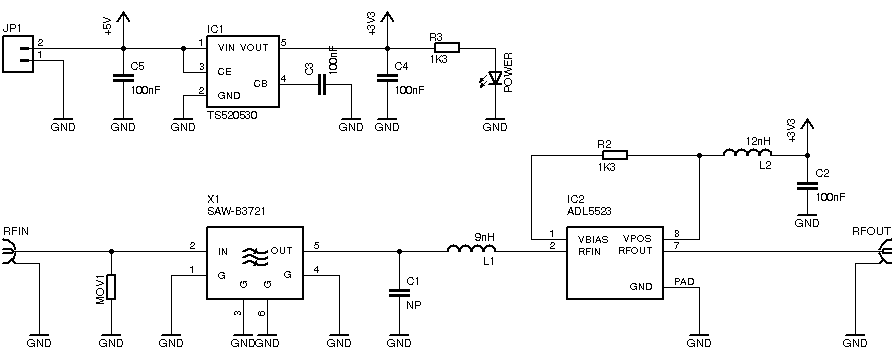 JP1
2
1
+5V
C5
100nF
GND
GND
IC1
1
VIN VOUT
5
3
CE
CB
4
2
GND
TS520530
GND
C3
100nF
GND
+3V3
C4
100nF
GND
R3
1K3
POWER
GND
RFIN
GND
MOV1
GND
X1
SAW-B3721
2
IN
OUT
5
1
G
G
4
G
G
3
6
GND
GND
GND
GND
C1
NP
GND
9nH
L1
R2
1K3
12nH
L2
+3V3
C2
100nF
GND
IC2
ADL5523
1
VBIAS
VPOS
8
2
RFIN
RFOUT
7
GND
PAD
GND
RFOUT
GND